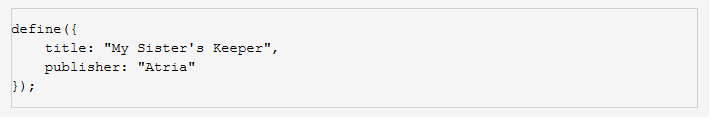 define({
    title: "My Sister's Keeper",
    publisher: "Atria"
});